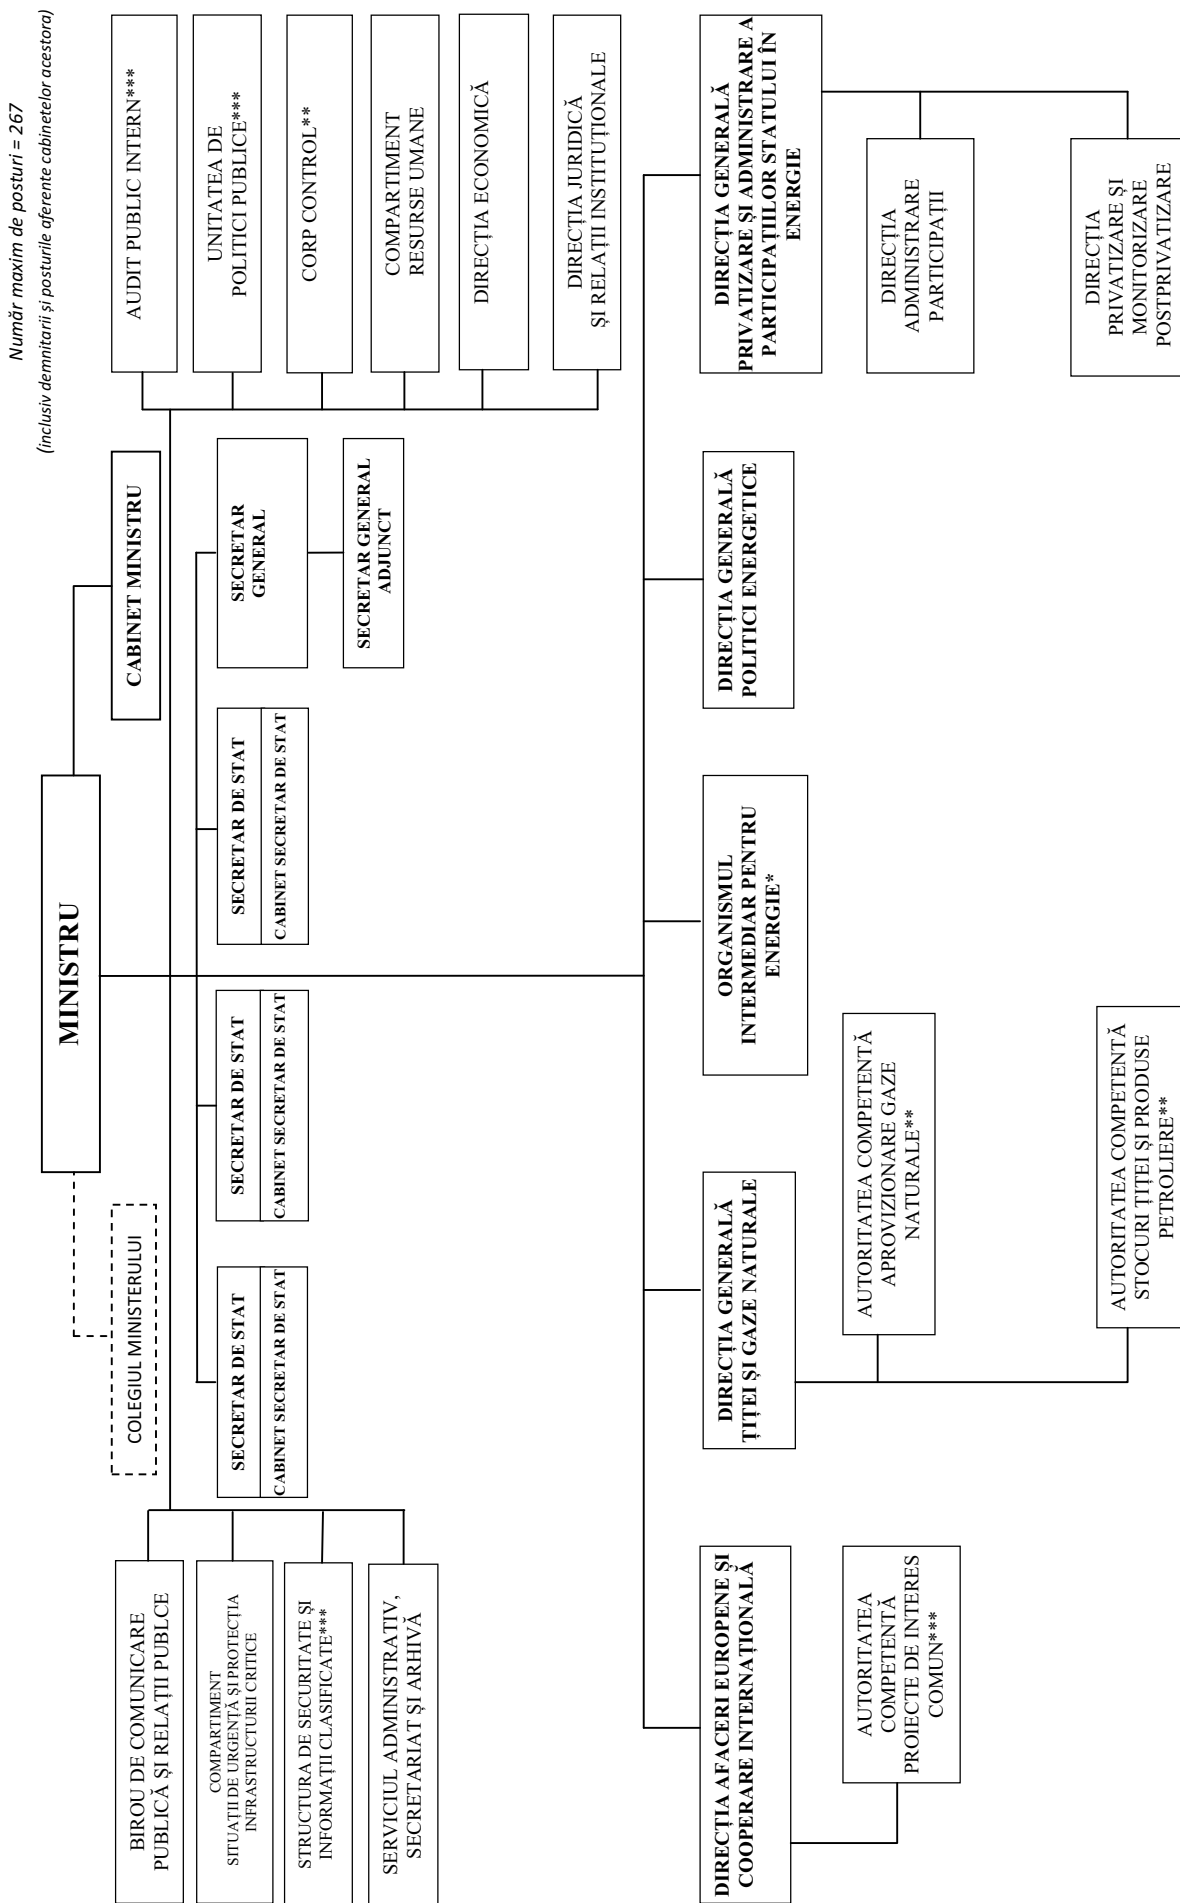 Număr maxim de posturi = 267
(inclusiv demnitarii și posturile aferente cabinetelor acestora)
MINISTRU
COLEGIUL MINISTERULUI
CABINET MINISTRU
BIROU DE COMUNICARE
PUBLICĂ ȘI RELAȚII PUBLCE
COMPARTIMENT
SITUAȚII DE URGENȚĂ ȘI PROTECȚIA
INFRASTRUCTURII CRITICE
STRUCTURA DE SECURITATE ȘI
INFORMAȚII CLASIFICATE***
SERVICIUL ADMINISTRATIV,
SECRETARIAT ȘI ARHIVĂ
SECRETAR DE STAT
CABINET SECRETAR DE STAT
SECRETAR DE STAT
CABINET SECRETAR DE STAT
SECRETAR DE STAT
CABINET SECRETAR DE STAT
SECRETAR
GENERAL
SECRETAR GENERAL
ADJUNCT
AUDIT PUBLIC INTERN***
UNITATEA DE
POLITICI PUBLICE***
CORP CONTROL**
COMPARTIMENT
RESURSE UMANE
DIRECȚIA ECONOMICĂ
DIRECȚIA JURIDICĂ
ȘI RELAȚII INSTITUȚIONALE
DIRECȚIA AFACERI EUROPENE ȘI
COOPERARE INTERNAȚIONALĂ
AUTORITATEA
COMPETENTĂ
PROIECTE DE INTERES
COMUN***
DIRECȚIA GENERALĂ
ȚIȚEI ȘI GAZE NATURALE
AUTORITATEA COMPETENTĂ
APROVIZIONARE GAZE
NATURALE**
AUTORITATEA COMPETENTĂ
STOCURI ȚIȚEI ȘI PRODUSE
PETROLIERE**
ORGANISMUL
INTERMEDIAR PENTRU
ENERGIE*
DIRECȚIA GENERALĂ
POLITICI ENERGETICE
DIRECȚIA GENERALĂ
PRIVATIZARE ȘI ADMINISTRARE A
PARTICIPAȚIILOR STATULUI ÎN
ENERGIE
DIRECȚIA
ADMINISTRARE
PARTICIPAȚII
DIRECȚIA
PRIVATIZARE ȘI
MONITORIZARE
POSTPRIVATIZARE